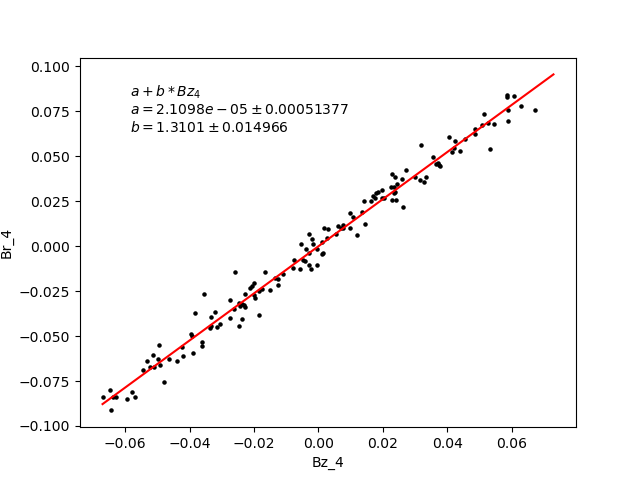 0.100
0.075
0.050
0.025
0.000
−0.025
−0.050
−0.075
−0.100
Br_4
a + b * Bz₄
a = 2.1098e − 05 ± 0.00051377
b = 1.3101 ± 0.014966
−0.06 −0.04 −0.02 0.00 0.02 0.04 0.06
Bz_4